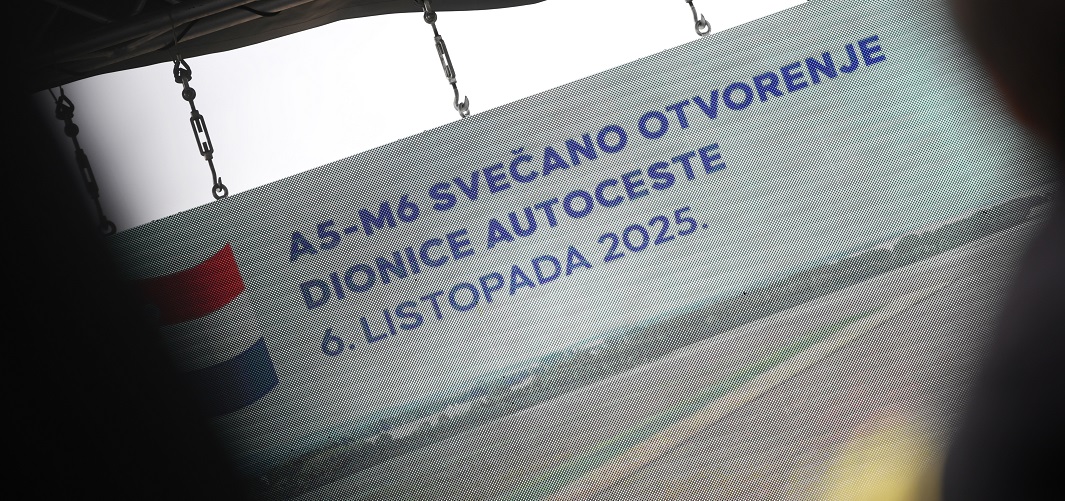 A5-M6 SVEČANO OTVORENJE
DIONICE AUTOCESTE
6. LISTOPADA 2025.